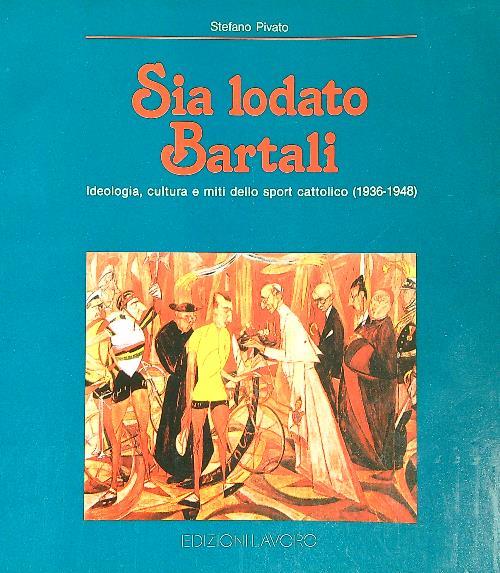 Stefano Pivato
Sia lodato
Bartali
Ideologia, cultura e miti dello sport cattolico (1936-1948)
EDIZIONI LAVORO